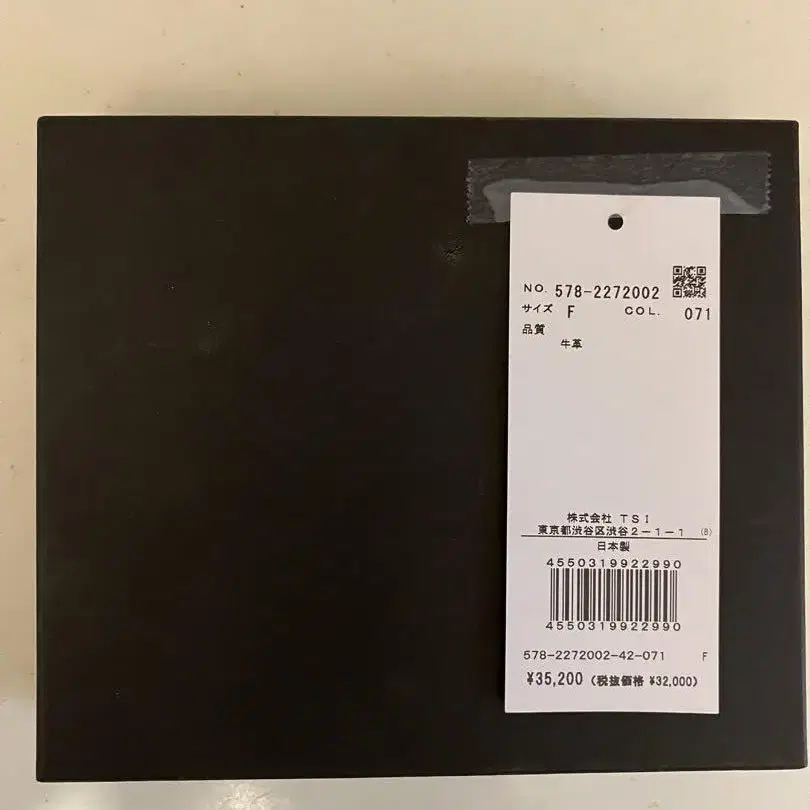 NO. 578-2272002
サイズ F COL. 071
品質
牛革
株式会社 TSI
東京都渋谷区渋谷2-1-1 (8)
日本製
4550319922990
4550319922990
578-2272002-42-071 F
¥35,200 (税抜価格 ¥32,000)